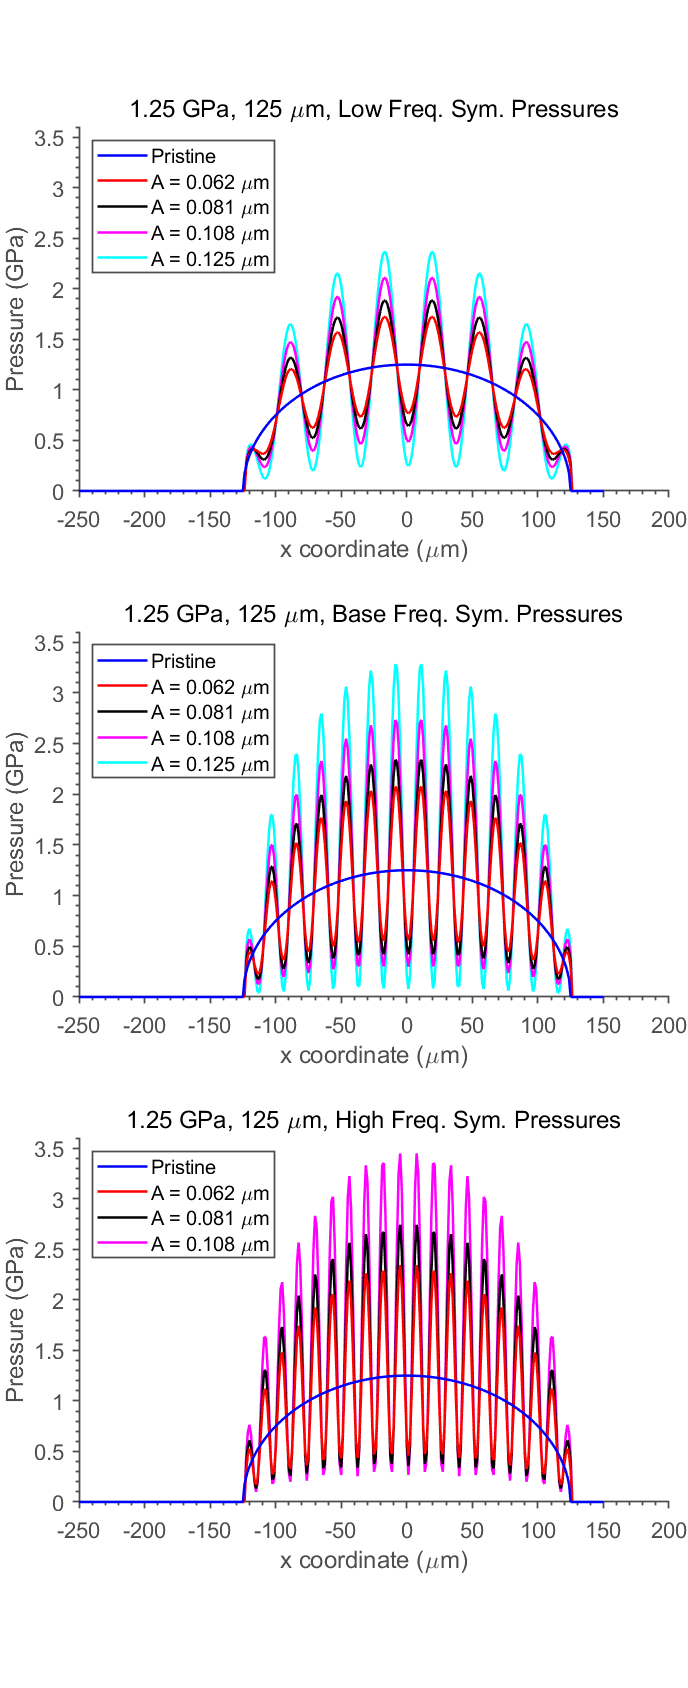 1.25 GPa, 125 μm, Low Freq. Sym. Pressures
Pressure (GPa)
3.5
3
2.5
2
1.5
1
0.5
0
Pristine
A = 0.062 μm
A = 0.081 μm
A = 0.108 μm
A = 0.125 μm
-250 -200 -150 -100 -50 0 50 100 150 200
x coordinate (μm)
1.25 GPa, 125 μm, Base Freq. Sym. Pressures
Pressure (GPa)
3.5
3
2.5
2
1.5
1
0.5
0
Pristine
A = 0.062 μm
A = 0.081 μm
A = 0.108 μm
A = 0.125 μm
-250 -200 -150 -100 -50 0 50 100 150 200
x coordinate (μm)
1.25 GPa, 125 μm, High Freq. Sym. Pressures
Pressure (GPa)
3.5
3
2.5
2
1.5
1
0.5
0
Pristine
A = 0.062 μm
A = 0.081 μm
A = 0.108 μm
-250 -200 -150 -100 -50 0 50 100 150 200
x coordinate (μm)